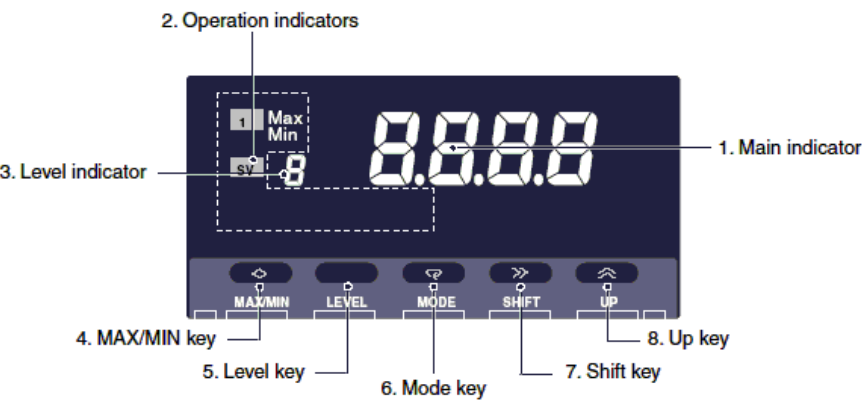 2. Operation indicators
1 Max
Min
8.8.8.8
1. Main indicator
3. Level indicator
SV 8
MAX/MIN LEVEL MODE SHIFT UP
4. MAX/MIN key
8. Up key
5. Level key
7. Shift key
6. Mode key